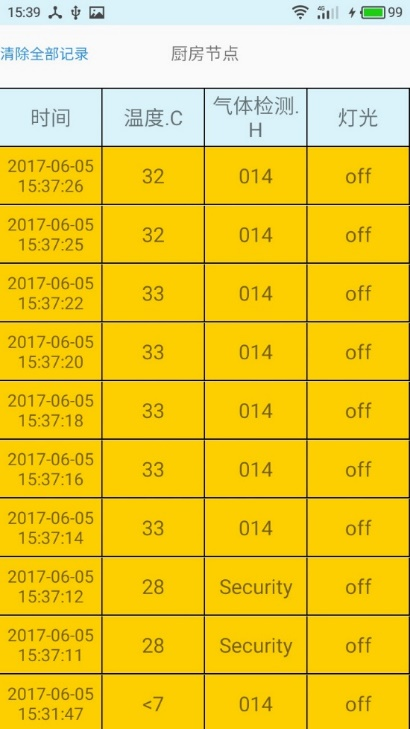 15:39
4G
99
清除全部记录
厨房节点
时间
温度.C
气体检测.
H
灯光
2017-06-05
15:37:26
32
014
off
2017-06-05
15:37:25
32
014
off
2017-06-05
15:37:22
33
014
off
2017-06-05
15:37:20
33
014
off
2017-06-05
15:37:18
33
014
off
2017-06-05
15:37:16
33
014
off
2017-06-05
15:37:14
33
014
off
2017-06-05
15:37:12
28
Security
off
2017-06-05
15:37:11
28
Security
off
2017-06-05
15:31:47
<7
014
off